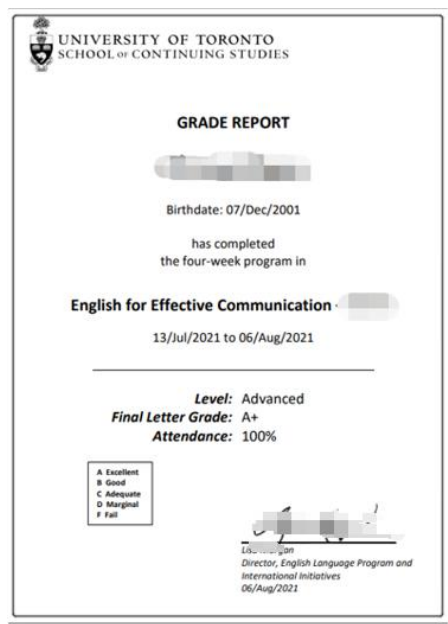 UNIVERSITY OF TORONTO
SCHOOL OF CONTINUING STUDIES
GRADE REPORT
Birthdate: 07/Dec/2001
has completed
the four-week program in
English for Effective Communication -
13/Jul/2021 to 06/Aug/2021
Level: Advanced
Final Letter Grade: A+
Attendance: 100%
A Excellent
B Good
C Adequate
D Marginal
F Fail
Director, English Language Program and
International Initiatives
06/Aug/2021